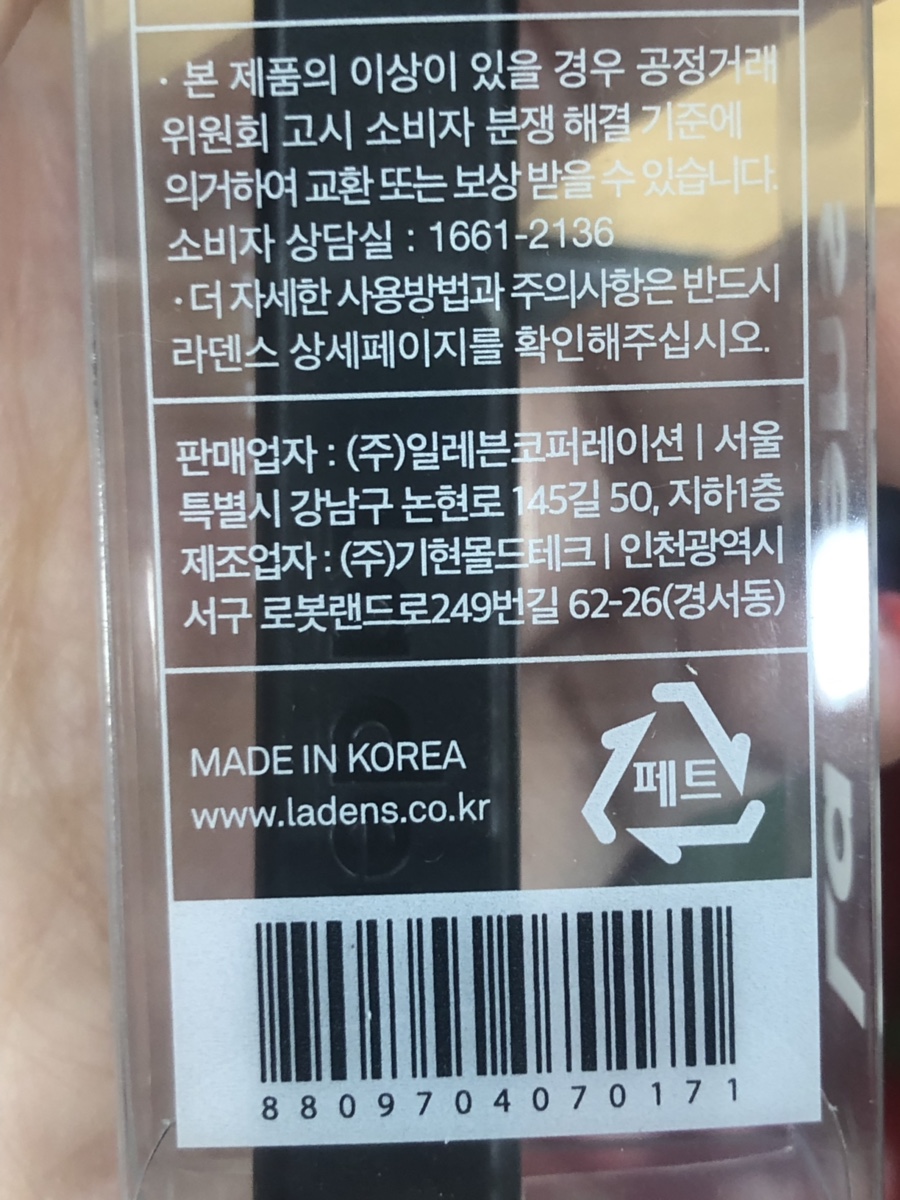 · 본 제품의 이상이 있을 경우 공정거래
위원회 고시 소비자 분쟁 해결 기준에
의거하여 교환 또는 보상 받을 수 있습니다.
소비자 상담실 : 1661-2136
· 더 자세한 사용방법과 주의사항은 반드시
라덴스 상세페이지를 확인해주십시오.
판매업자 : (주)일레븐코퍼레이션 | 서울
특별시 강남구 논현로 145길 50, 지하1층
제조업자 : (주)기현몰드테크 | 인천광역시
서구 로봇랜드로249번길 62-26(경서동)
MADE IN KOREA
www.ladens.co.kr
페트
8809704070171